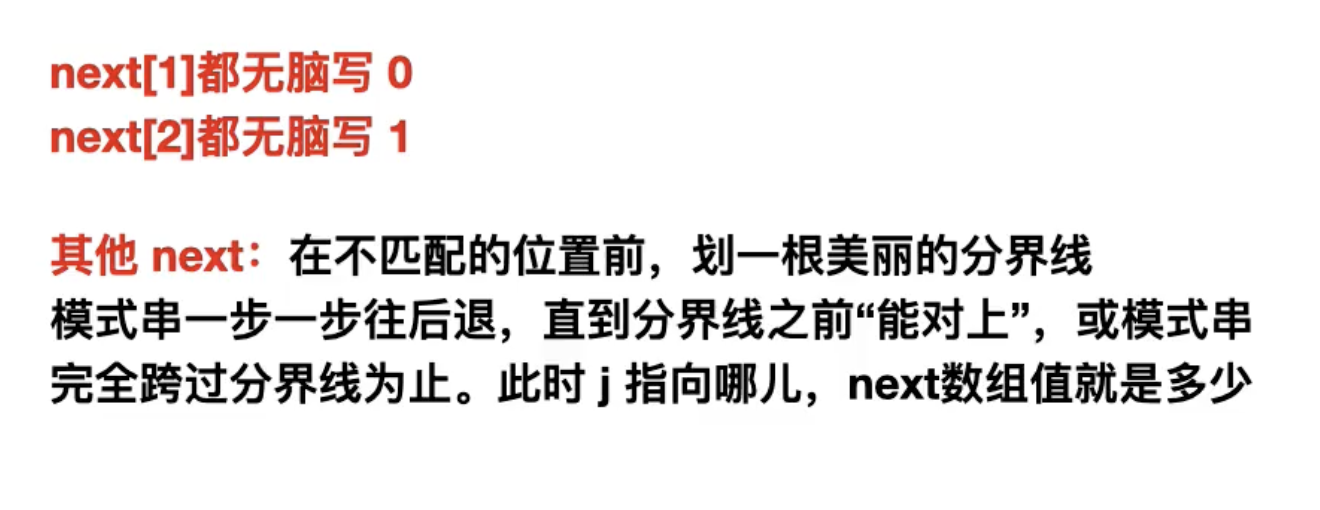 next[1]都无脑写 0
next[2]都无脑写 1
其他 next：在不匹配的位置前，划一根美丽的分界线
模式串一步一步往后退，直到分界线之前“能对上”，或模式串
完全跨过分界线为止。此时 j 指向哪儿，next数组值就是多少